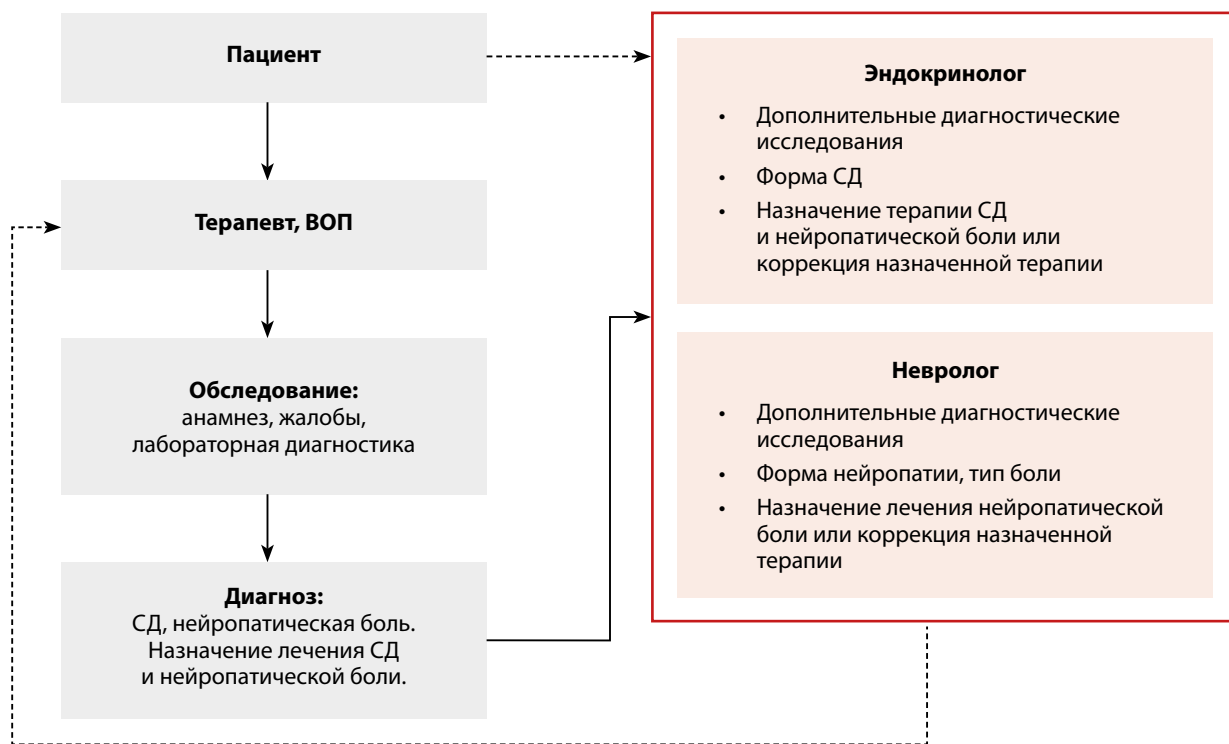 Пациент
Терапевт, ВОП
Обследование:
анамнез, жалобы,
лабораторная диагностика
Диагноз:
СД, нейропатическая боль.
Назначение лечения СД
и нейропатической боли.
Эндокринолог
• Дополнительные диагностические
исследования
• Форма СД
• Назначение терапии СД
и нейропатической боли или
коррекция назначенной терапии
Невролог
• Дополнительные диагностические
исследования
• Форма нейропатии, тип боли
• Назначение лечения нейропатической
боли или коррекция назначенной
терапии